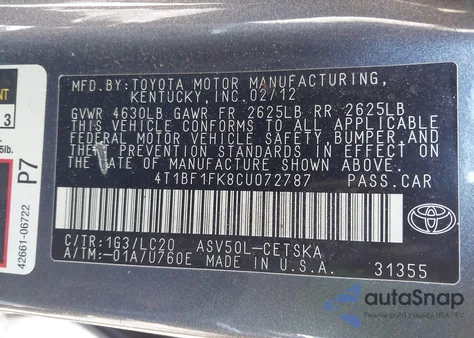 MFD.BY:TOYOTA MOTOR MANUFACTURING,
KENTUCKY, INC. 02/12
GVWR 4630LB GAWR FR 2625LB RR 2625LB
THIS VEHICLE CONFORMS TO ALL APPLICABLE
FEDERAL MOTOR VEHICLE SAFETY, BUMPER, AND
THEFT PREVENTION STANDARDS IN EFFECT ON
THE DATE OF MANUFACTURE SHOWN ABOVE.
4T1BF1FK8CU072787 PASS.CAR
C/TR:1G3/LC20 ASV50L-CETSKA
A/TM:-01A/U760E MADE IN U.S.A. 31355
TOYOTA
3
5lb.
P7
42661-06722
autoSnap